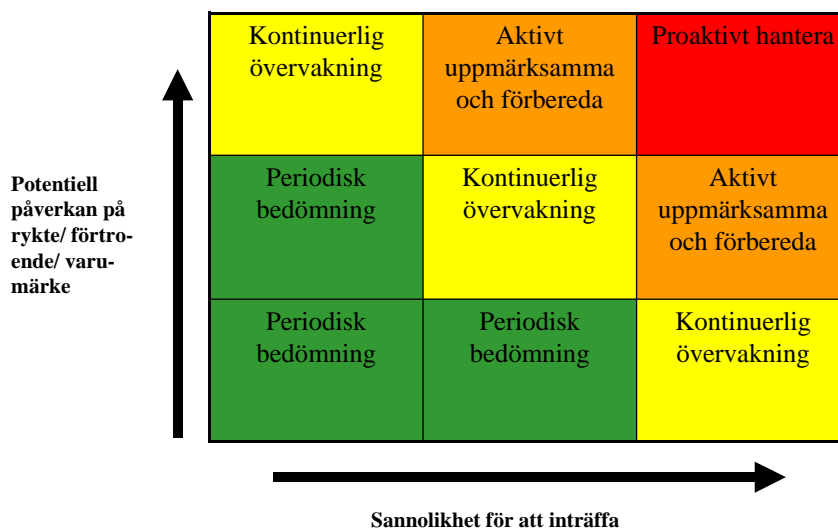 Kontinuerlig
övervakning
Aktivt
uppmärksamma
och förbereda
Proaktivt hantera
Potentiell
påverkan på
rykte/ förtro-
ende/ varu-
märke
Periodisk
bedömning
Kontinuerlig
övervakning
Aktivt
uppmärksamma
och förbereda
Periodisk
bedömning
Periodisk
bedömning
Kontinuerlig
övervakning
Sannolikhet för att inträffa